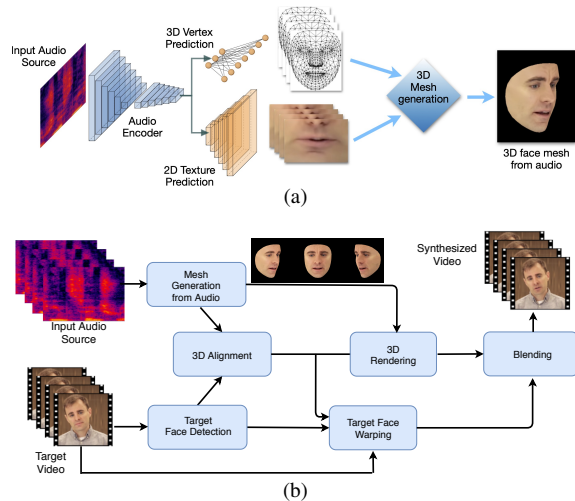 Input Audio
Source
3D Vertex
Prediction
Audio
Encoder
2D Texture
Prediction
3D
Mesh
generation
3D face mesh
from audio
(a)
Input Audio
Source
Mesh
Generation
from Audio
Synthesized
Video
3D Alignment
3D
Rendering
Blending
Target
Video
Target
Face Detection
Target Face
Warping
(b)